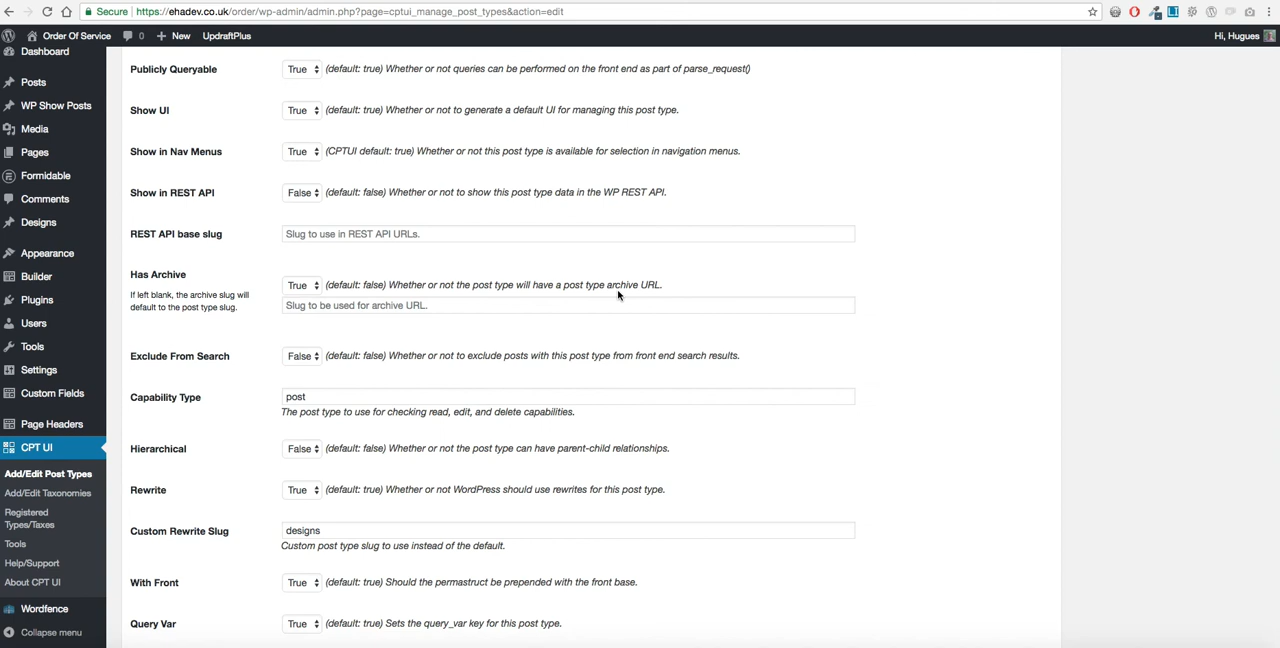 Secure https://ehadev.co.uk/order/wp-admin/admin.php?page=cptui_manage_post_types&action=edit
Order Of Service 0 New UpdraftPlus Hi, Hugues
Dashboard
Posts
WP Show Posts
Media
Pages
Formidable
Comments
Designs
Appearance
Builder
Plugins
Users
Tools
Settings
Custom Fields
Page Headers
CPT UI
Add/Edit Post Types
Add/Edit Taxonomies
Registered
Types/Taxes
Tools
Help/Support
About CPT UI
Wordfence
Collapse menu
Publicly Queryable True (default: true) Whether or not queries can be performed on the front end as part of parse_request()
Show UI True (default: true) Whether or not to generate a default UI for managing this post type.
Show in Nav Menus True (CPTUI default: true) Whether or not this post type is available for selection in navigation menus.
Show in REST API False (default: false) Whether or not to show this post type data in the WP REST API.
REST API base slug Slug to use in REST API URLs.
Has Archive
If left blank, the archive slug will
default to the post type slug.
True (default: false) Whether or not the post type will have a post type archive URL.
Slug to be used for archive URL.
Exclude From Search False (default: false) Whether or not to exclude posts with this post type from front end search results.
Capability Type post
The post type to use for checking read, edit, and delete capabilities.
Hierarchical False (default: false) Whether or not the post type can have parent-child relationships.
Rewrite True (default: true) Whether or not WordPress should use rewrites for this post type.
Custom Rewrite Slug designs
Custom post type slug to use instead of the default.
With Front True (default: true) Should the permastruct be prepended with the front base.
Query Var True (default: true) Sets the query_var key for this post type.